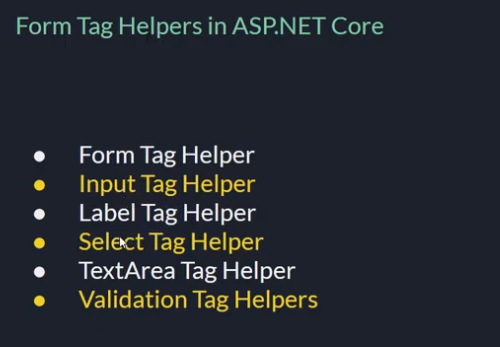 Form Tag Helpers in ASP.NET Core
● Form Tag Helper
● Input Tag Helper
● Label Tag Helper
● Select Tag Helper
● TextArea Tag Helper
● Validation Tag Helpers